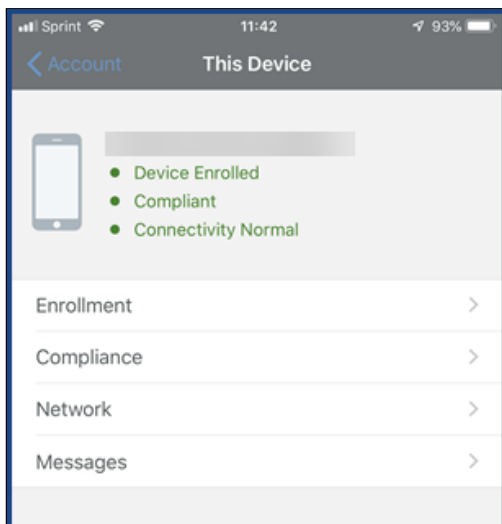 Sprint 11:42 93%
Account This Device
Device Enrolled
Compliant
Connectivity Normal
Enrollment
Compliance
Network
Messages